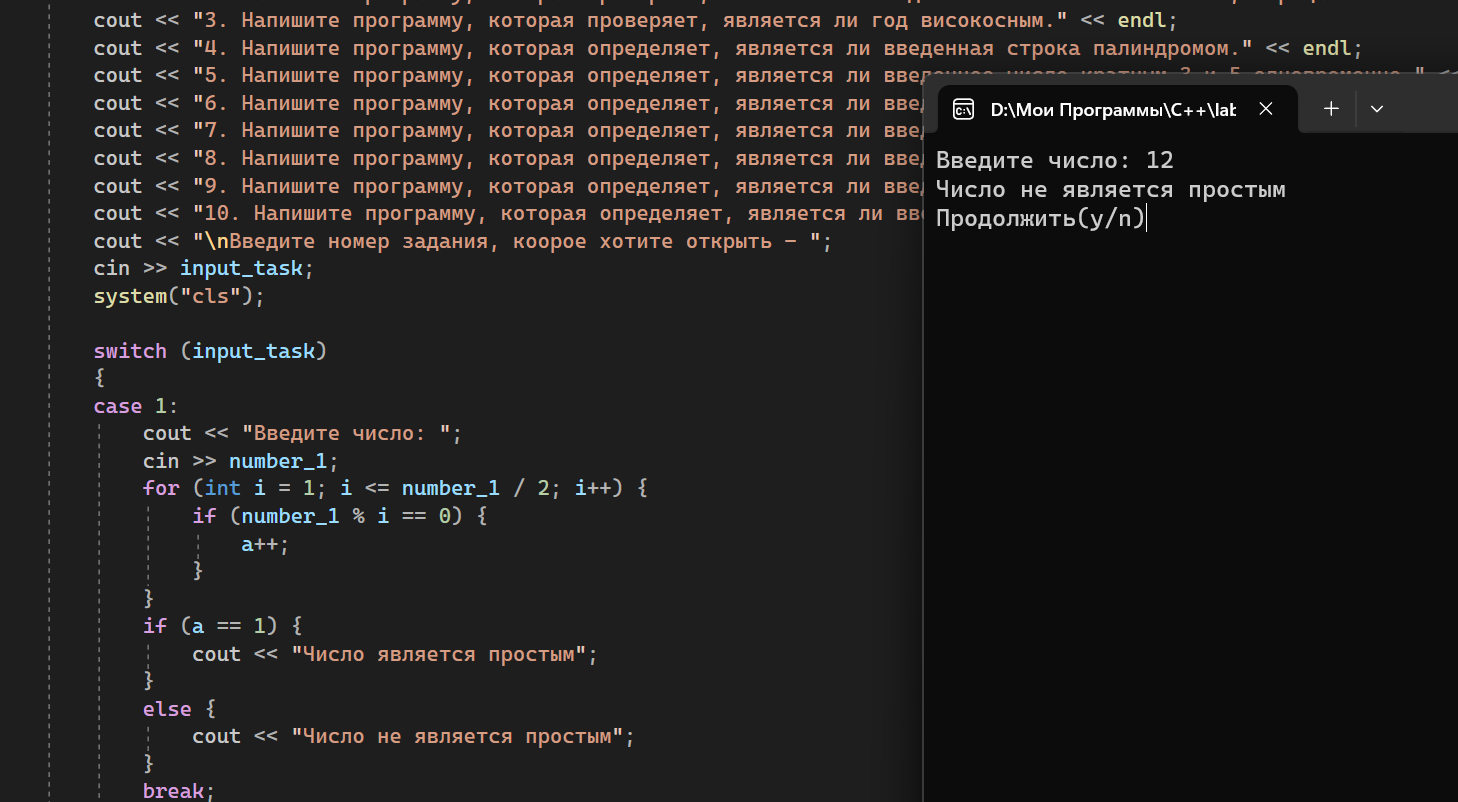 cout << "3. Напишите программу, которая проверяет, является ли год високосным." << endl;
cout << "4. Напишите программу, которая определяет, является ли введенная строка палиндромом." << endl;
cout << "5. Напишите программу, которая определяет, является ли введенное число кратным 3 и 5 одновременно." <<
cout << "6. Напишите программу, которая определяет, является ли вве
cout << "7. Напишите программу, которая определяет, является ли вве
cout << "8. Напишите программу, которая определяет, является ли вве
cout << "9. Напишите программу, которая определяет, является ли вве
cout << "10. Напишите программу, которая определяет, является ли вв
cout << "\nВведите номер задания, коорое хотите открыть - ";
cin >> input_task;
system("cls");
switch (input_task)
{
case 1:
cout << "Введите число: ";
cin >> number_1;
for (int i = 1; i <= number_1 / 2; i++) {
if (number_1 % i == 0) {
a++;
}
}
if (a == 1) {
cout << "Число является простым";
}
else {
cout << "Число не является простым";
}
break;
D:\Мои Программы\C++\lab
Введите число: 12
Число не является простым
Продолжить(y/n)